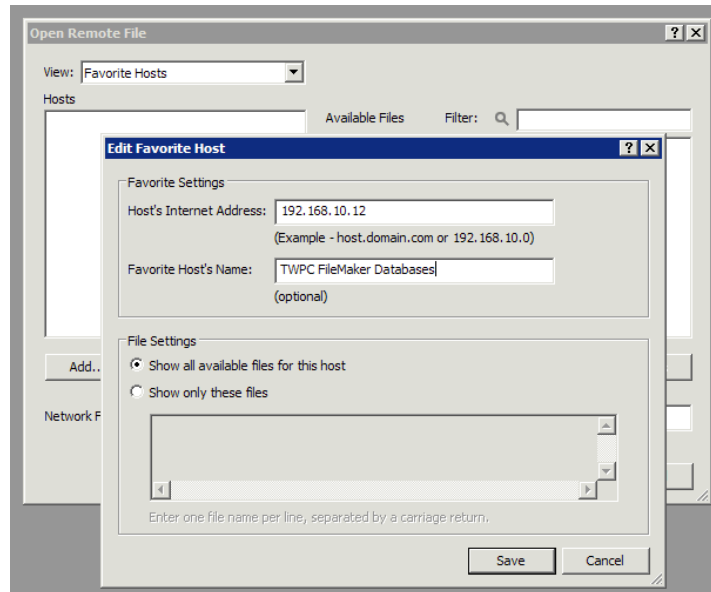 Open Remote File
View: Favorite Hosts
Hosts
Available Files Filter:
Edit Favorite Host
Favorite Settings
Host's Internet Address: 192.168.10.12
(Example - host.domain.com or 192.168.10.0)
Favorite Host's Name: TWPC FileMaker Databases
(optional)
File Settings
Add..
Show all available files for this host
Show only these files
Network F
Enter one file name per line, separated by a carriage return.
Save Cancel